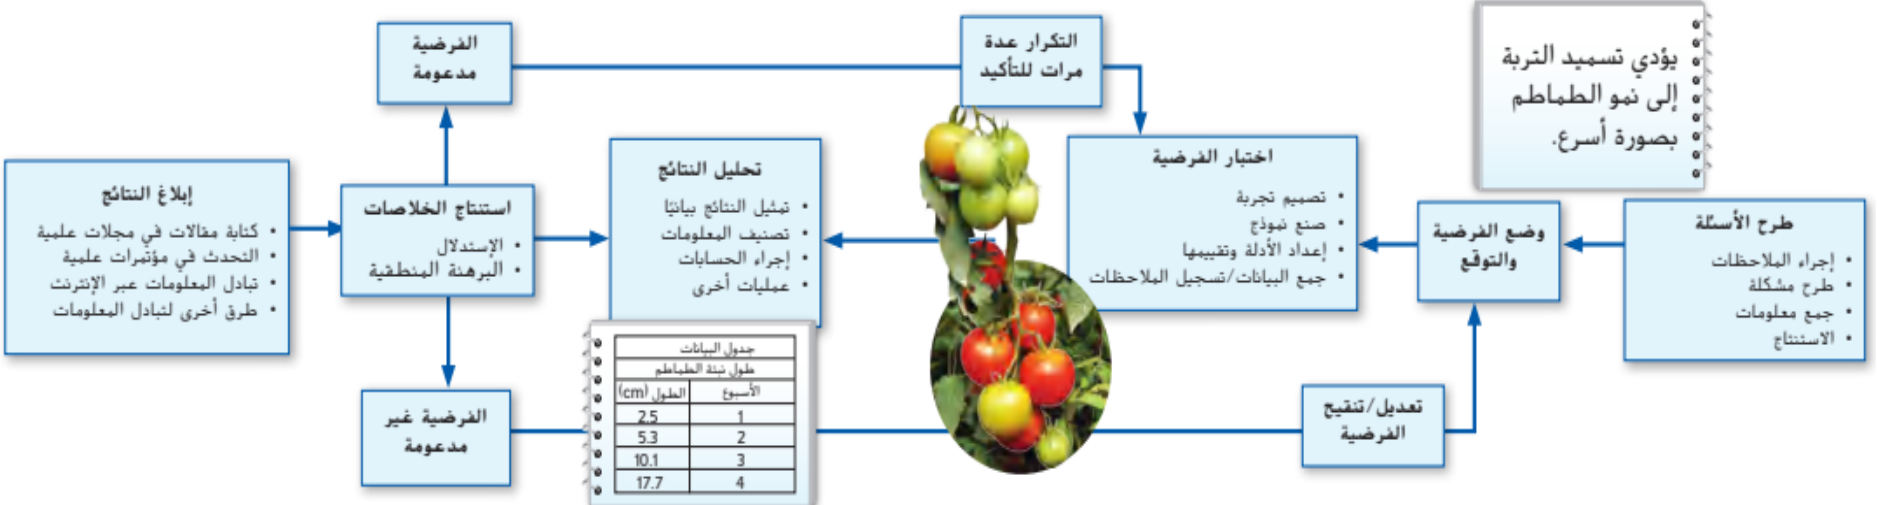 يؤدي تسميد التربة
إلى نمو الطماطم
بصورة أسرع.
طرح الأسئلة
• إجراء الملاحظات
• طرح مشكلة
• جمع معلومات
• الاستنتاج
وضع الفرضية
والتوقع
اختبار الفرضية
• تصميم تجربة
• صنع نموذج
• إعداد الأدلة وتقييمها
• جمع البيانات/تسجيل الملاحظات
التكرار عدة
مرات للتأكيد
تحليل النتائج
• تمثيل النتائج بيانيًا
• تصنيف المعلومات
• إجراء الحسابات
• عمليات أخرى
جدول البيانات
طول نبتة الطماطم
الأسبوع الطول (cm)
1 2.5
2 5.3
3 10.1
4 17.7
استنتاج الخلاصات
• الإستدلال
• البرهنة المنطقية
الفرضية
مدعومة
الفرضية غير
مدعومة
تعديل/تنقيح
الفرضية
إبلاغ النتائج
• كتابة مقالات في مجلات علمية
• التحدث في مؤتمرات علمية
• تبادل المعلومات عبر الإنترنت
• طرق أخرى لتبادل المعلومات